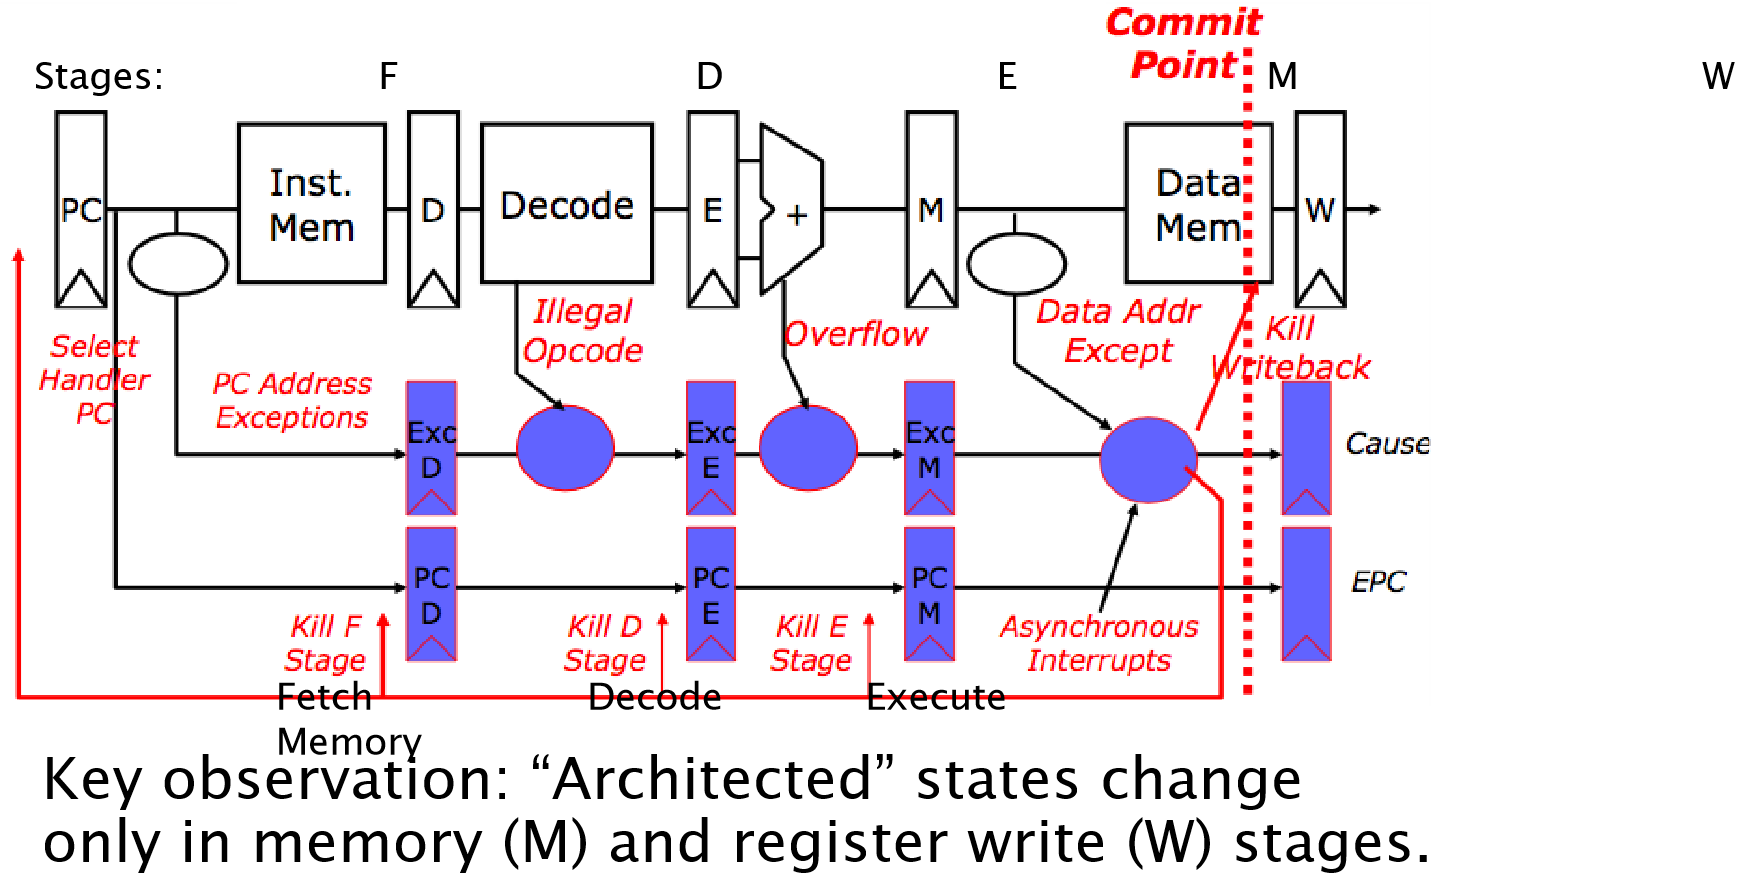 Commit
Point
Stages: F D E M W
PC
Inst.
Mem
D
Decode
E
+
M
Data
Mem
W
Select
Handler
PC
PC Address
Exceptions
Illegal
Opcode
Overflow
Data Addr
Except
Kill
Writeback
Exc
D
Exc
E
Exc
M
Cause
PC
D
PC
E
PC
M
EPC
Kill F
Stage
Kill D
Stage
Kill E
Stage
Asynchronous
Interrupts
Fetch Decode Execute
Memory
Key observation: “Architected” states change
only in memory (M) and register write (W) stages.